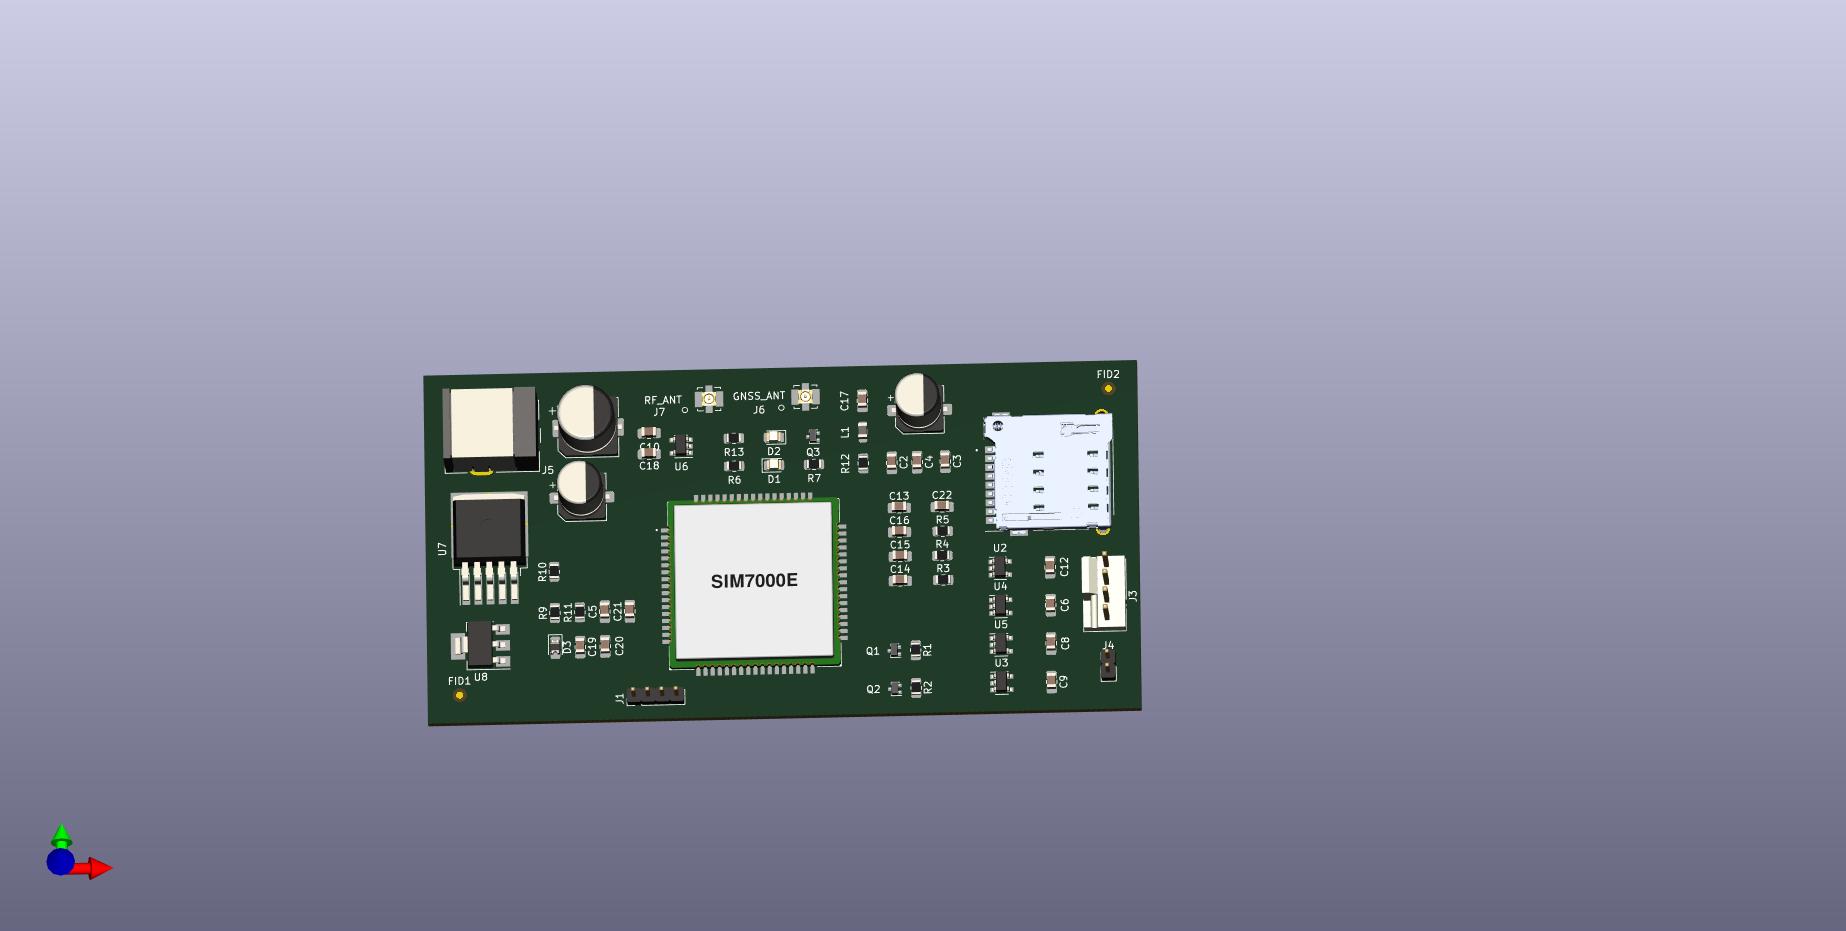 FID2
RF_ANT
J7
GNSS_ANT
J6
C17
+
+
L1
C10
C18
U6
R13
R6
D2
D1
Q3
R7
R12
C2
C4
C3
J5
+
U7
C13
C16
C15
C14
C22
R5
R4
R3
SIM7000E
R10
R9
R11
C5
C21
D3
C19
C20
U2
U4
U5
U3
C12
C6
C8
C9
J3
J4
Q1
R1
Q2
R2
U8
FID1
J1